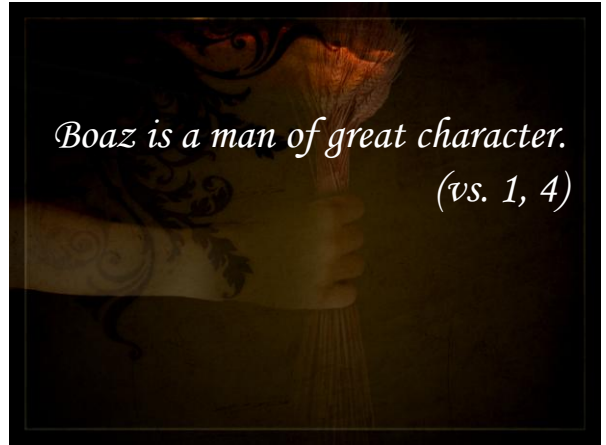 Boaz is a man of great character.
(vs. 1, 4)